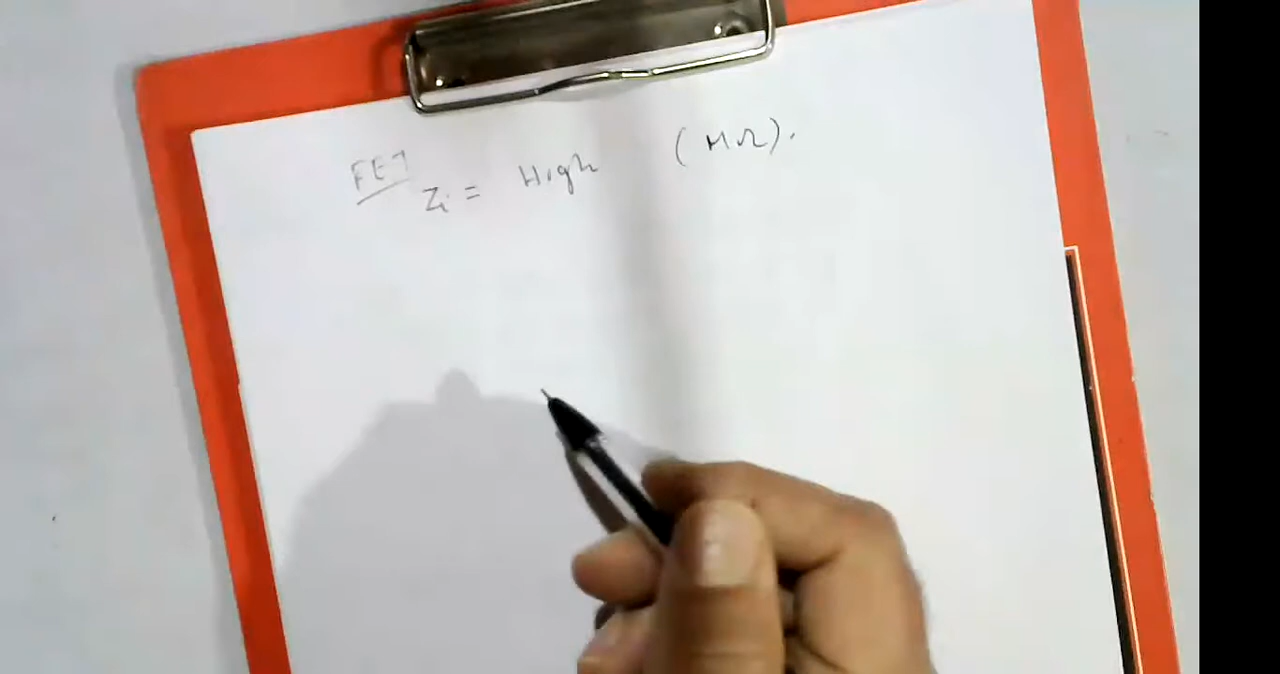 FET
Zi = High (MΩ).